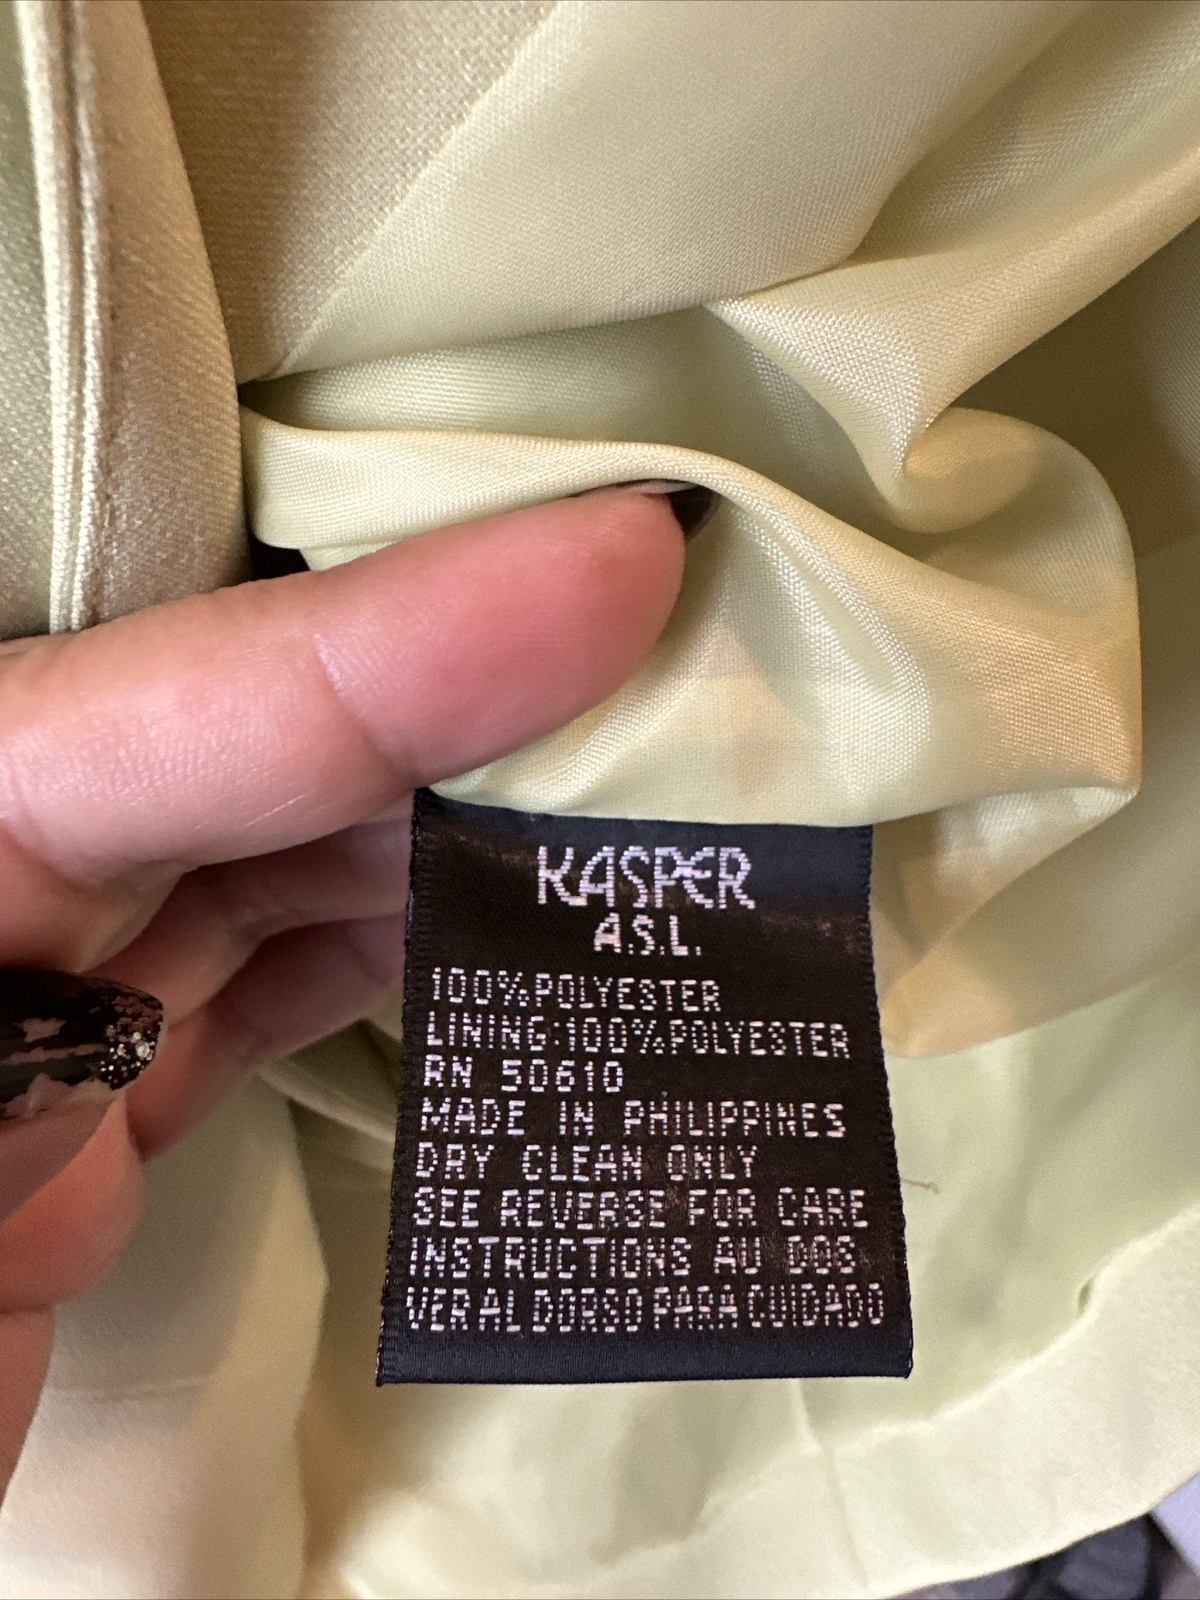 KASPER
A.S.L.
100% POLYESTER
LINING:100% POLYESTER
RN 50610
MADE IN PHILIPPINES
DRY CLEAN ONLY
SEE REVERSE FOR CARE
INSTRUCTIONS AU DOS
VER AL DORSO PARA CUIDADO